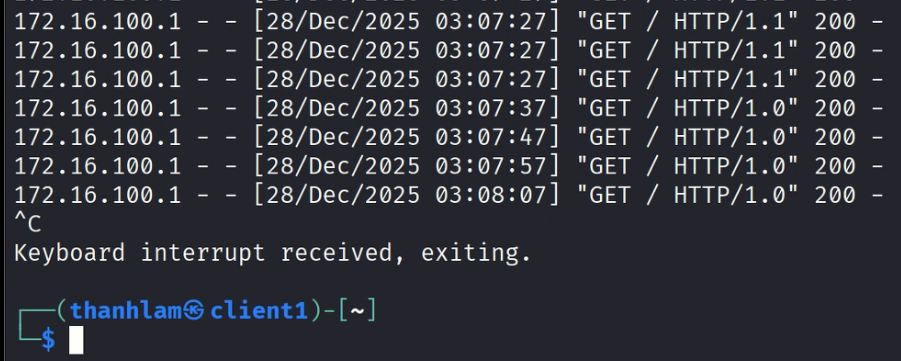 172.16.100.1 - - [28/Dec/2025 03:07:27] "GET / HTTP/1.1" 200 -
172.16.100.1 - - [28/Dec/2025 03:07:27] "GET / HTTP/1.1" 200 -
172.16.100.1 - - [28/Dec/2025 03:07:27] "GET / HTTP/1.1" 200 -
172.16.100.1 - - [28/Dec/2025 03:07:37] "GET / HTTP/1.0" 200 -
172.16.100.1 - - [28/Dec/2025 03:07:47] "GET / HTTP/1.0" 200 -
172.16.100.1 - - [28/Dec/2025 03:07:57] "GET / HTTP/1.0" 200 -
172.16.100.1 - - [28/Dec/2025 03:08:07] "GET / HTTP/1.0" 200 -
^C
Keyboard interrupt received, exiting.
┌──(thanhlam㉿client1)-[~]
└─$